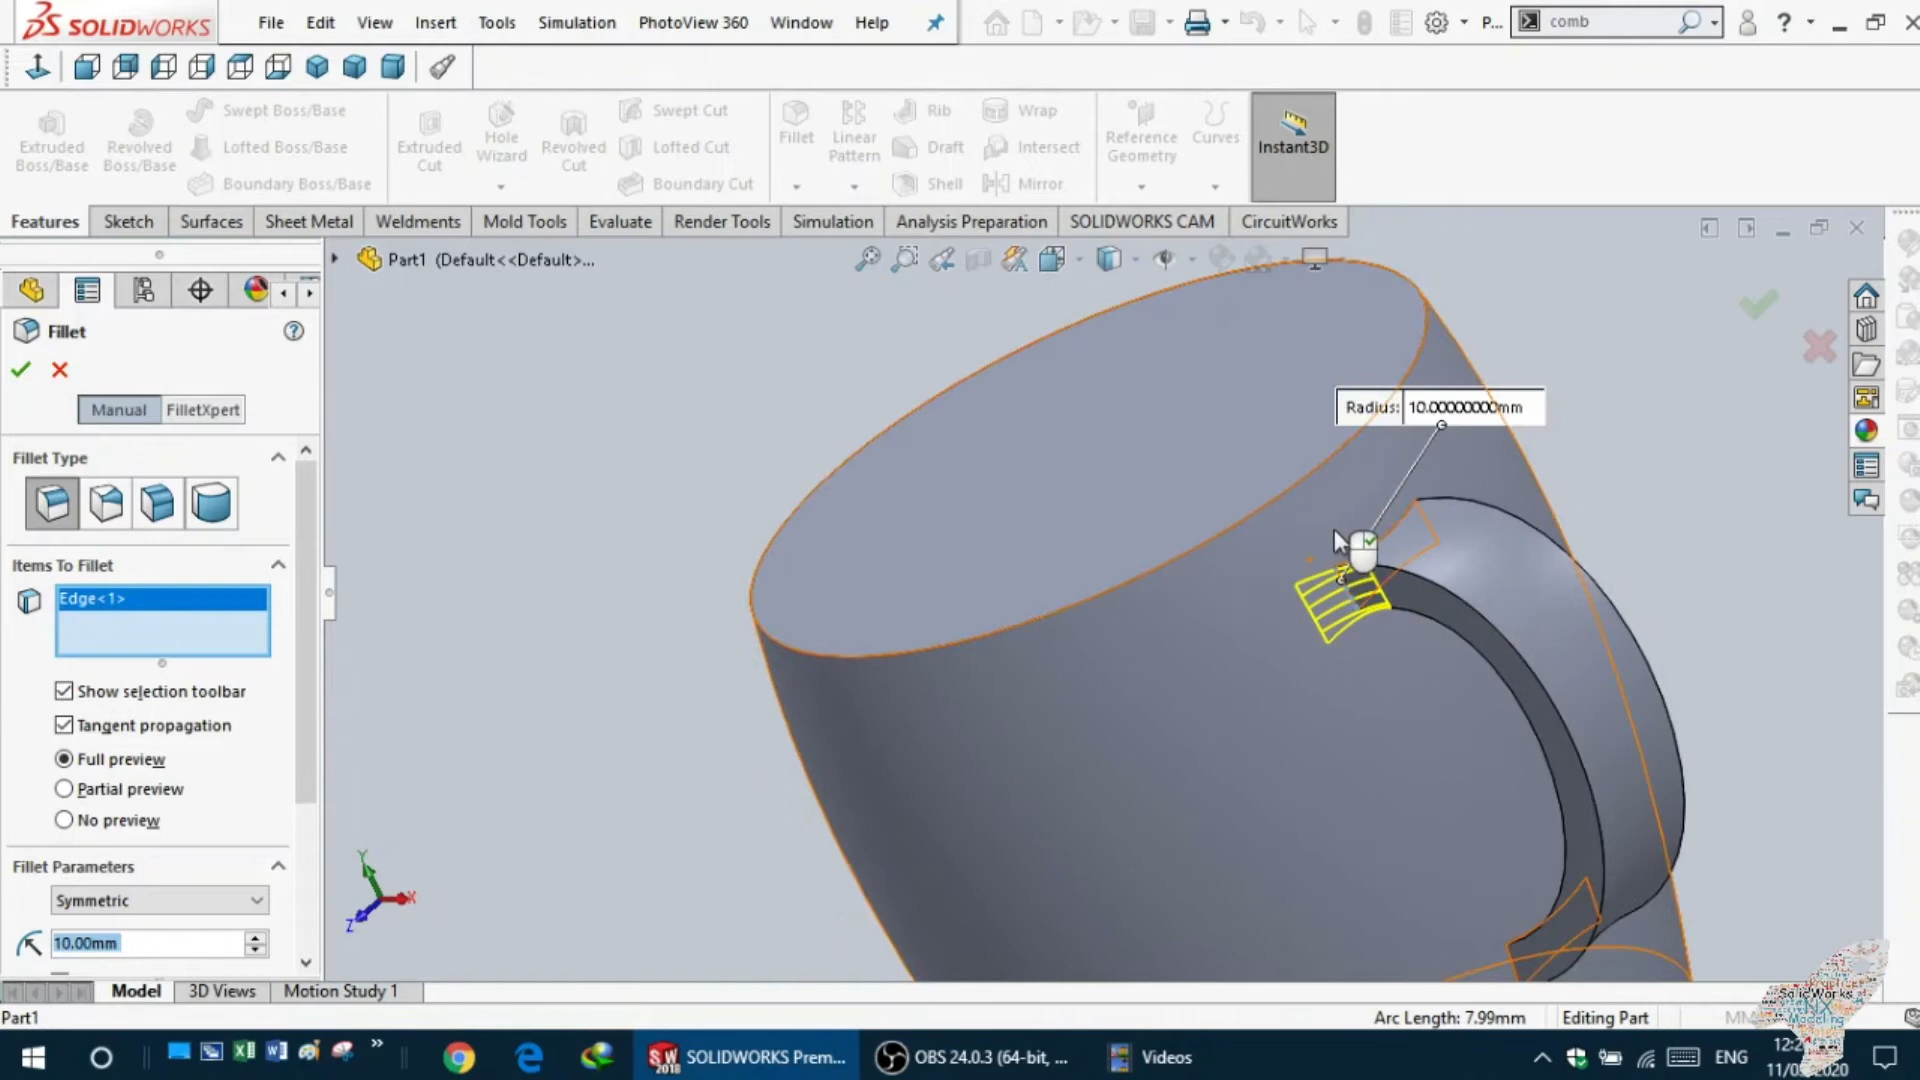 SOLIDWORKS
File Edit View Insert Tools Simulation PhotoView 360 Window Help
P... comb
Extruded Boss/Base
Revolved Boss/Base
Swept Boss/Base
Lofted Boss/Base
Boundary Boss/Base
Extruded Cut
Hole Wizard
Revolved Cut
Swept Cut
Lofted Cut
Boundary Cut
Fillet
Linear Pattern
Rib
Draft
Shell
Wrap
Intersect
Mirror
Reference Geometry
Curves
Instant3D
Features Sketch Surfaces Sheet Metal Weldments Mold Tools Evaluate Render Tools Simulation Analysis Preparation SOLIDWORKS CAM CircuitWorks
Part1 (Default<<Default>...
Fillet
Manual FilletXpert
Fillet Type
Items To Fillet
Edge<1>
Show selection toolbar
Tangent propagation
Full preview
Partial preview
No preview
Fillet Parameters
Symmetric
10.00mm
Radius: 10.00000000mm
Y
X
Z
Model 3D Views Motion Study 1
SolidWorks
NX
Modeling
Part1
Arc Length: 7.99mm Editing Part
SOLIDWORKS Prem...
OBS 24.0.3 (64-bit, ...
Videos
ENG